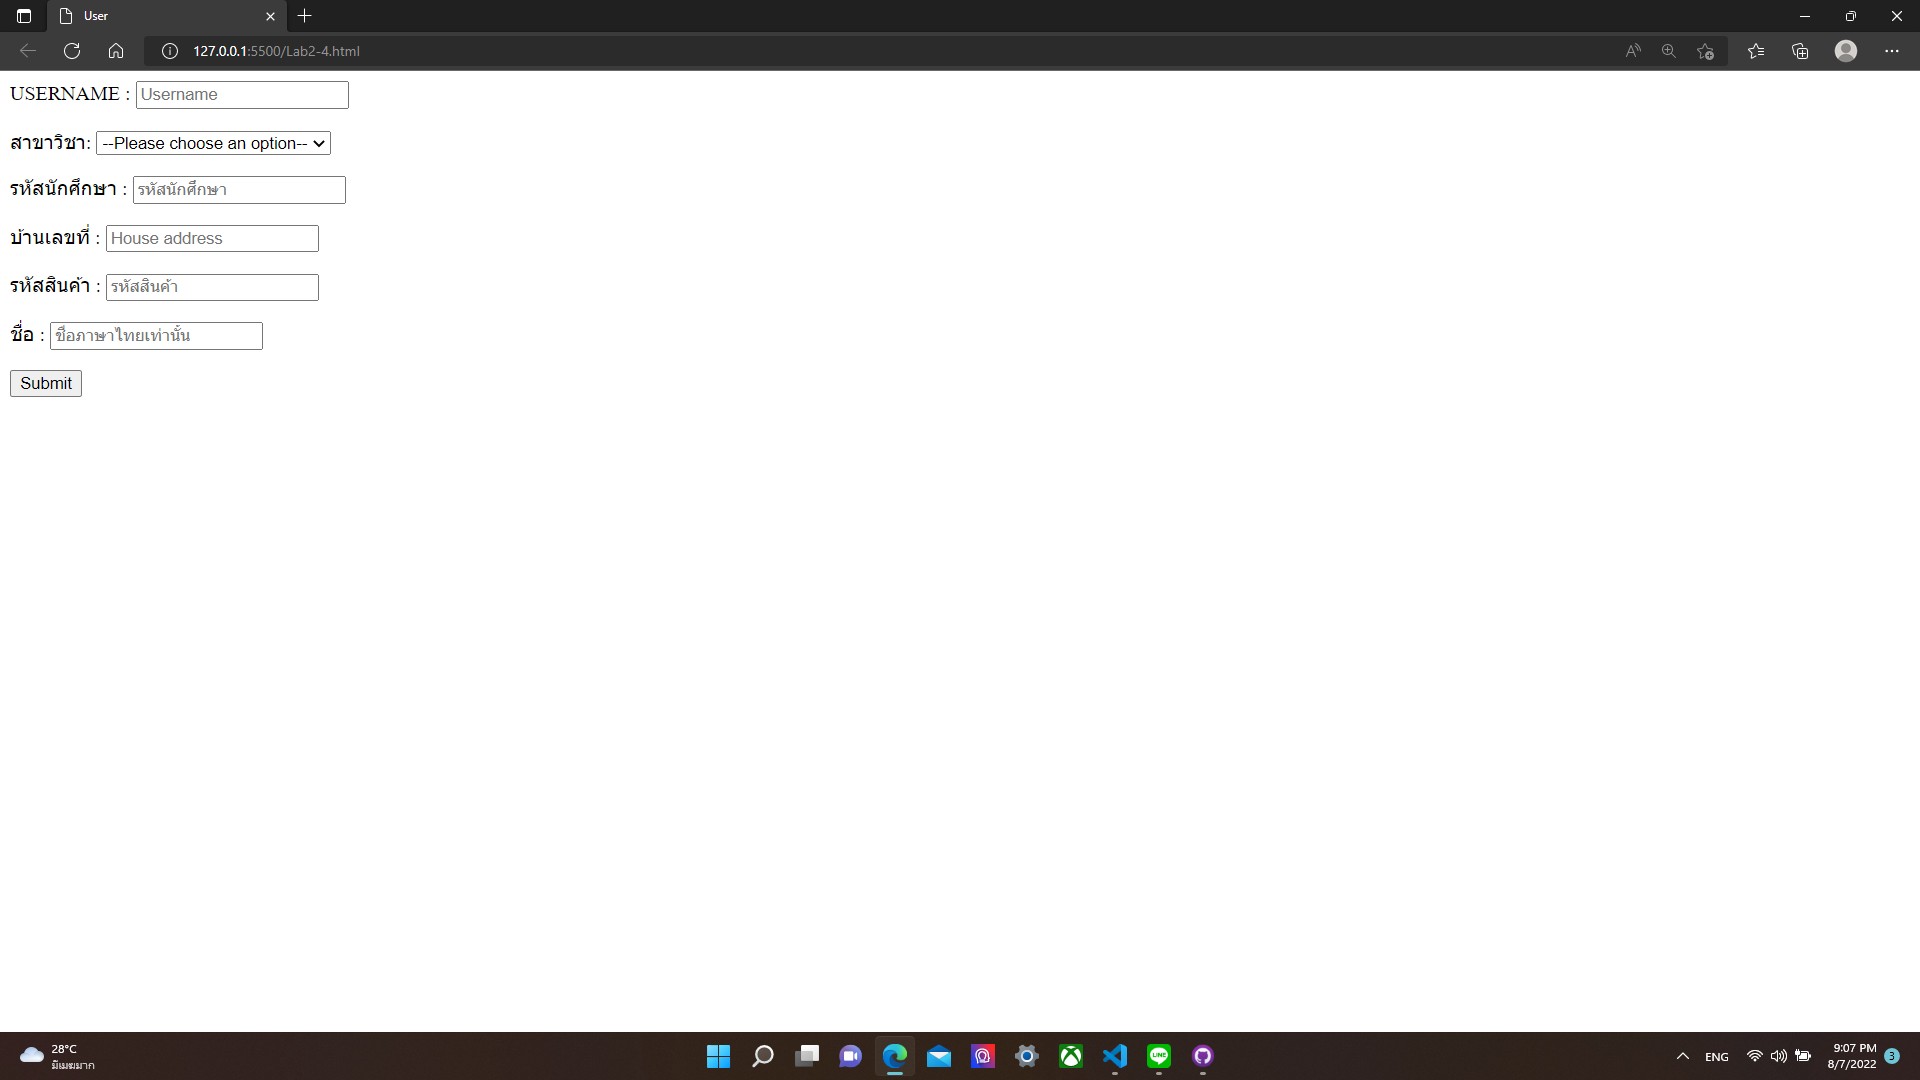 User
127.0.0.1:5500/Lab2-4.html
USERNAME : Username
สาขาวิชา: --Please choose an option--
รหัสนักศึกษา : รหัสนักศึกษา
บ้านเลขที่ : House address
รหัสสินค้า : รหัสสินค้า
ชื่อ : ชื่อภาษาไทยเท่านั้น
Submit
28°C
มีเมฆมาก
LINE
ENG
9:07 PM
8/7/2022
3